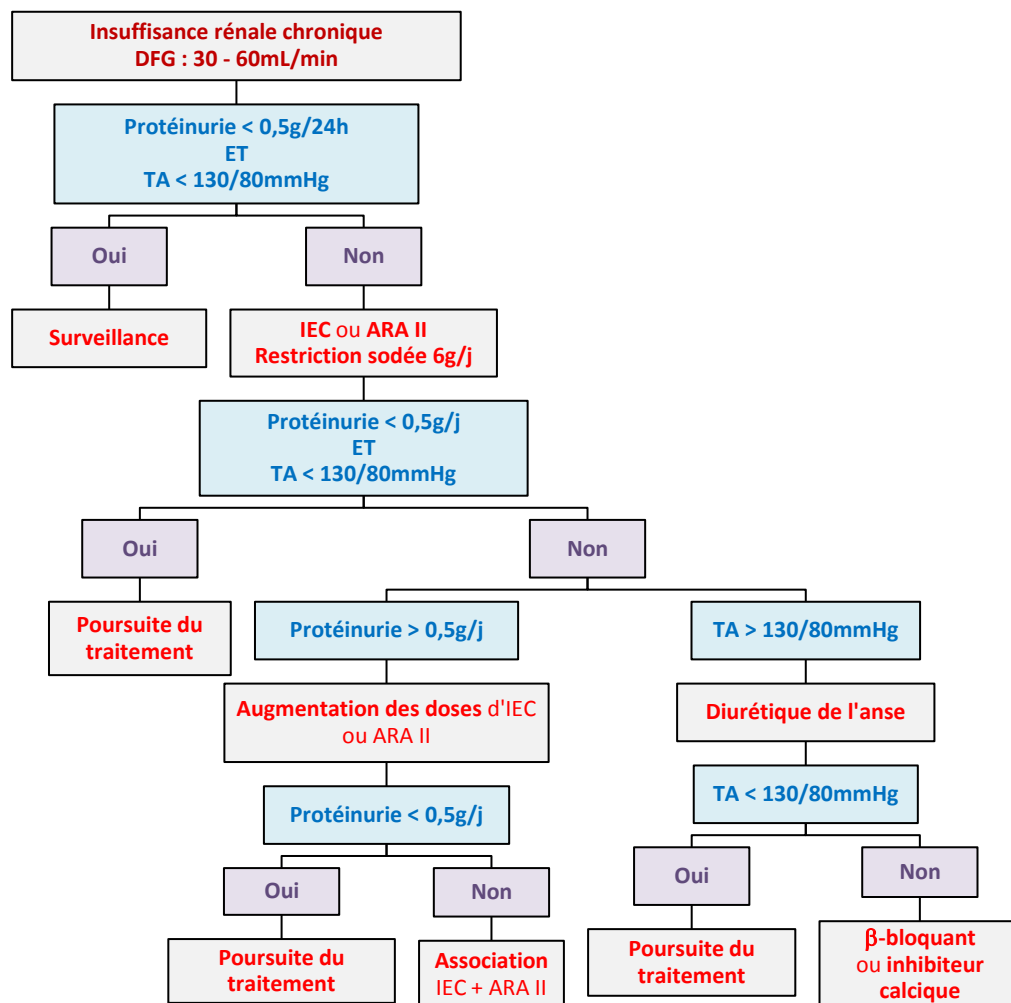 Insuffisance rénale chronique
DFG : 30 - 60mL/min
Protéinurie < 0,5g/24h
ET
TA < 130/80mmHg
Oui
Non
Surveillance
IEC ou ARA II
Restriction sodée 6g/j
Protéinurie < 0,5g/j
ET
TA < 130/80mmHg
Oui
Non
Poursuite du
traitement
Protéinurie > 0,5g/j
TA > 130/80mmHg
Augmentation des doses d'IEC
ou ARA II
Diurétique de l'anse
Protéinurie < 0,5g/j
TA < 130/80mmHg
Oui
Non
Oui
Non
Poursuite du
traitement
Association
IEC + ARA II
Poursuite du
traitement
β-bloquant
ou inhibiteur
calcique